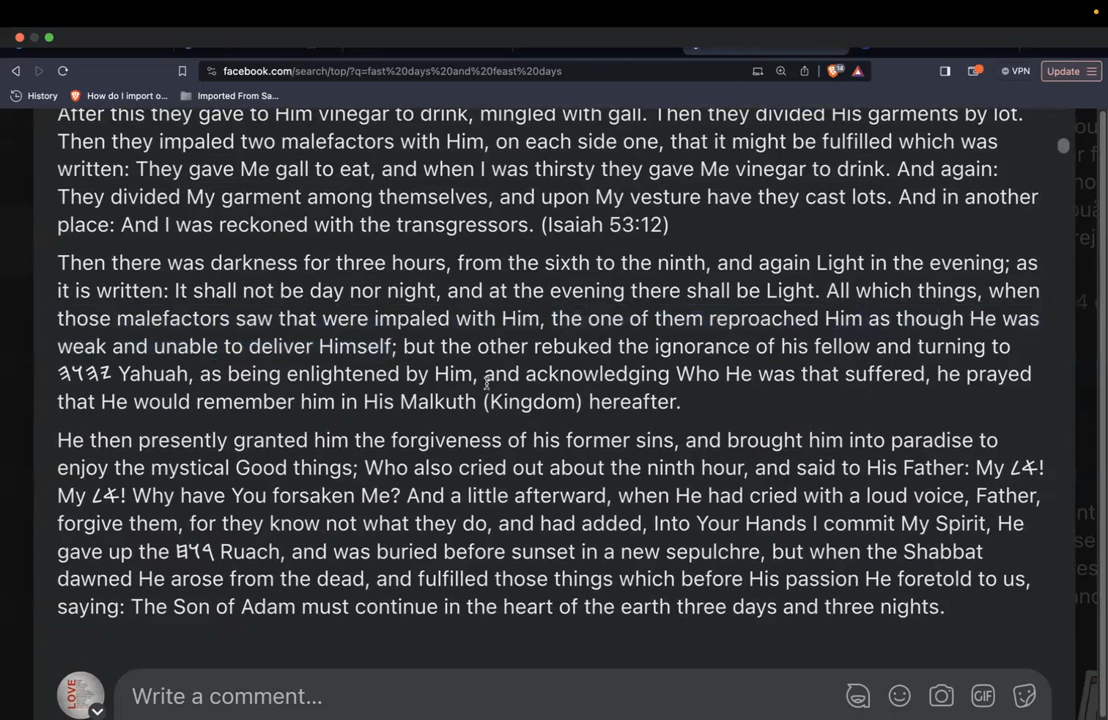 facebook.com/search/top/?q=fast%20days%20and%20feast%20days
14
VPN
Update
History
How do I import o...
Imported From Sa...
After this they gave to Him vinegar to drink, mingled with gall. Then they divided His garments by lot.
Then they impaled two malefactors with Him, on each side one, that it might be fulfilled which was
written: They gave Me gall to eat, and when I was thirsty they gave Me vinegar to drink. And again:
They divided My garment among themselves, and upon My vesture have they cast lots. And in another
place: And I was reckoned with the transgressors. (Isaiah 53:12)
Then there was darkness for three hours, from the sixth to the ninth, and again Light in the evening; as
it is written: It shall not be day nor night, and at the evening there shall be Light. All which things, when
those malefactors saw that were impaled with Him, the one of them reproached Him as though He was
weak and unable to deliver Himself; but the other rebuked the ignorance of his fellow and turning to
𐤉𐤄𐤅𐤄 Yahuah, as being enlightened by Him, and acknowledging Who He was that suffered, he prayed
that He would remember him in His Malkuth (Kingdom) hereafter.
He then presently granted him the forgiveness of his former sins, and brought him into paradise to
enjoy the mystical Good things; Who also cried out about the ninth hour, and said to His Father: My 𐤀𐤋!
My 𐤀𐤋! Why have You forsaken Me? And a little afterward, when He had cried with a loud voice, Father,
forgive them, for they know not what they do, and had added, Into Your Hands I commit My Spirit, He
gave up the 𐤓𐤅𐤇 Ruach, and was buried before sunset in a new sepulchre, but when the Shabbat
dawned He arose from the dead, and fulfilled those things which before His passion He foretold to us,
saying: The Son of Adam must continue in the heart of the earth three days and three nights.
LOVE
Write a comment...
GIF